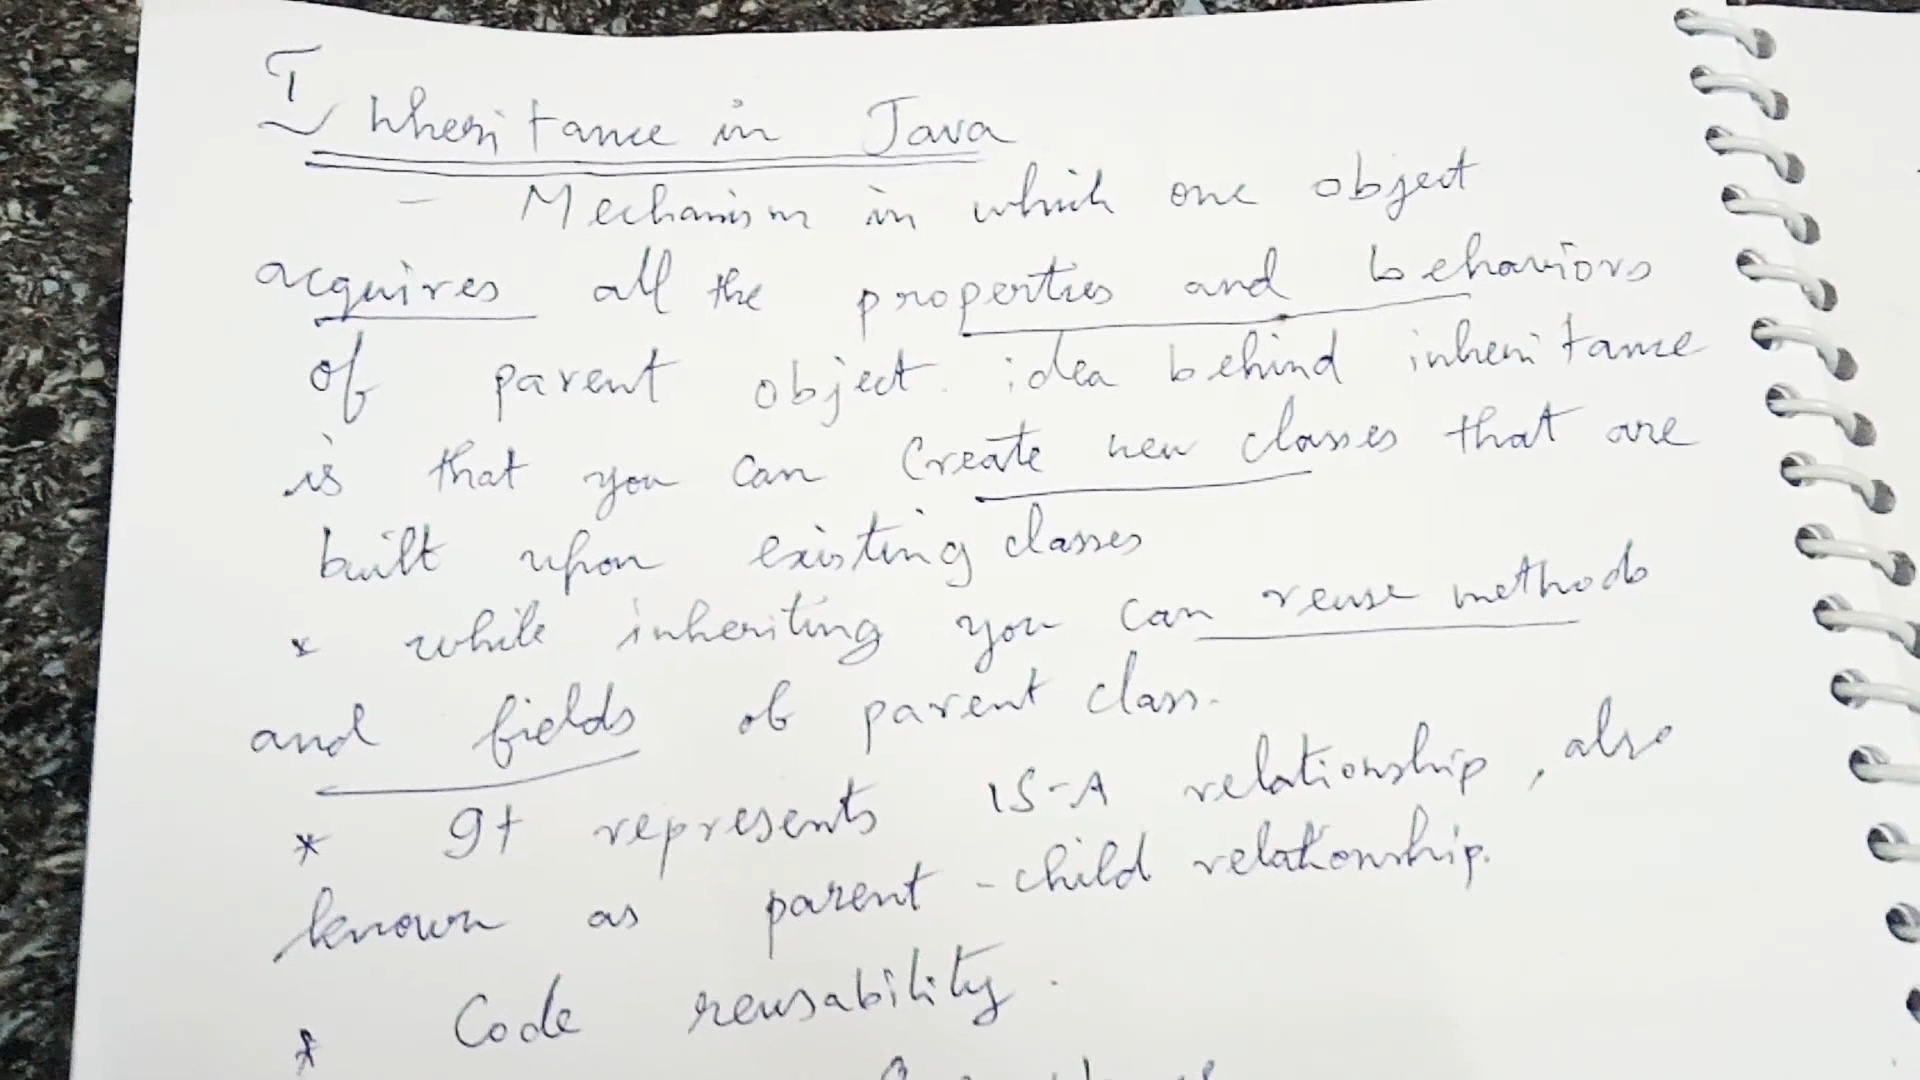 Inheritance in Java
- Mechanism in which one object
acquires all the properties and behaviors
of parent object. idea behind inheritance
is that you can Create new classes that are
built upon existing classes
* while inheriting you can reuse methods
and fields of parent class.
* It represents IS-A relationship, also
known as parent-child relationship.
* Code reusability.